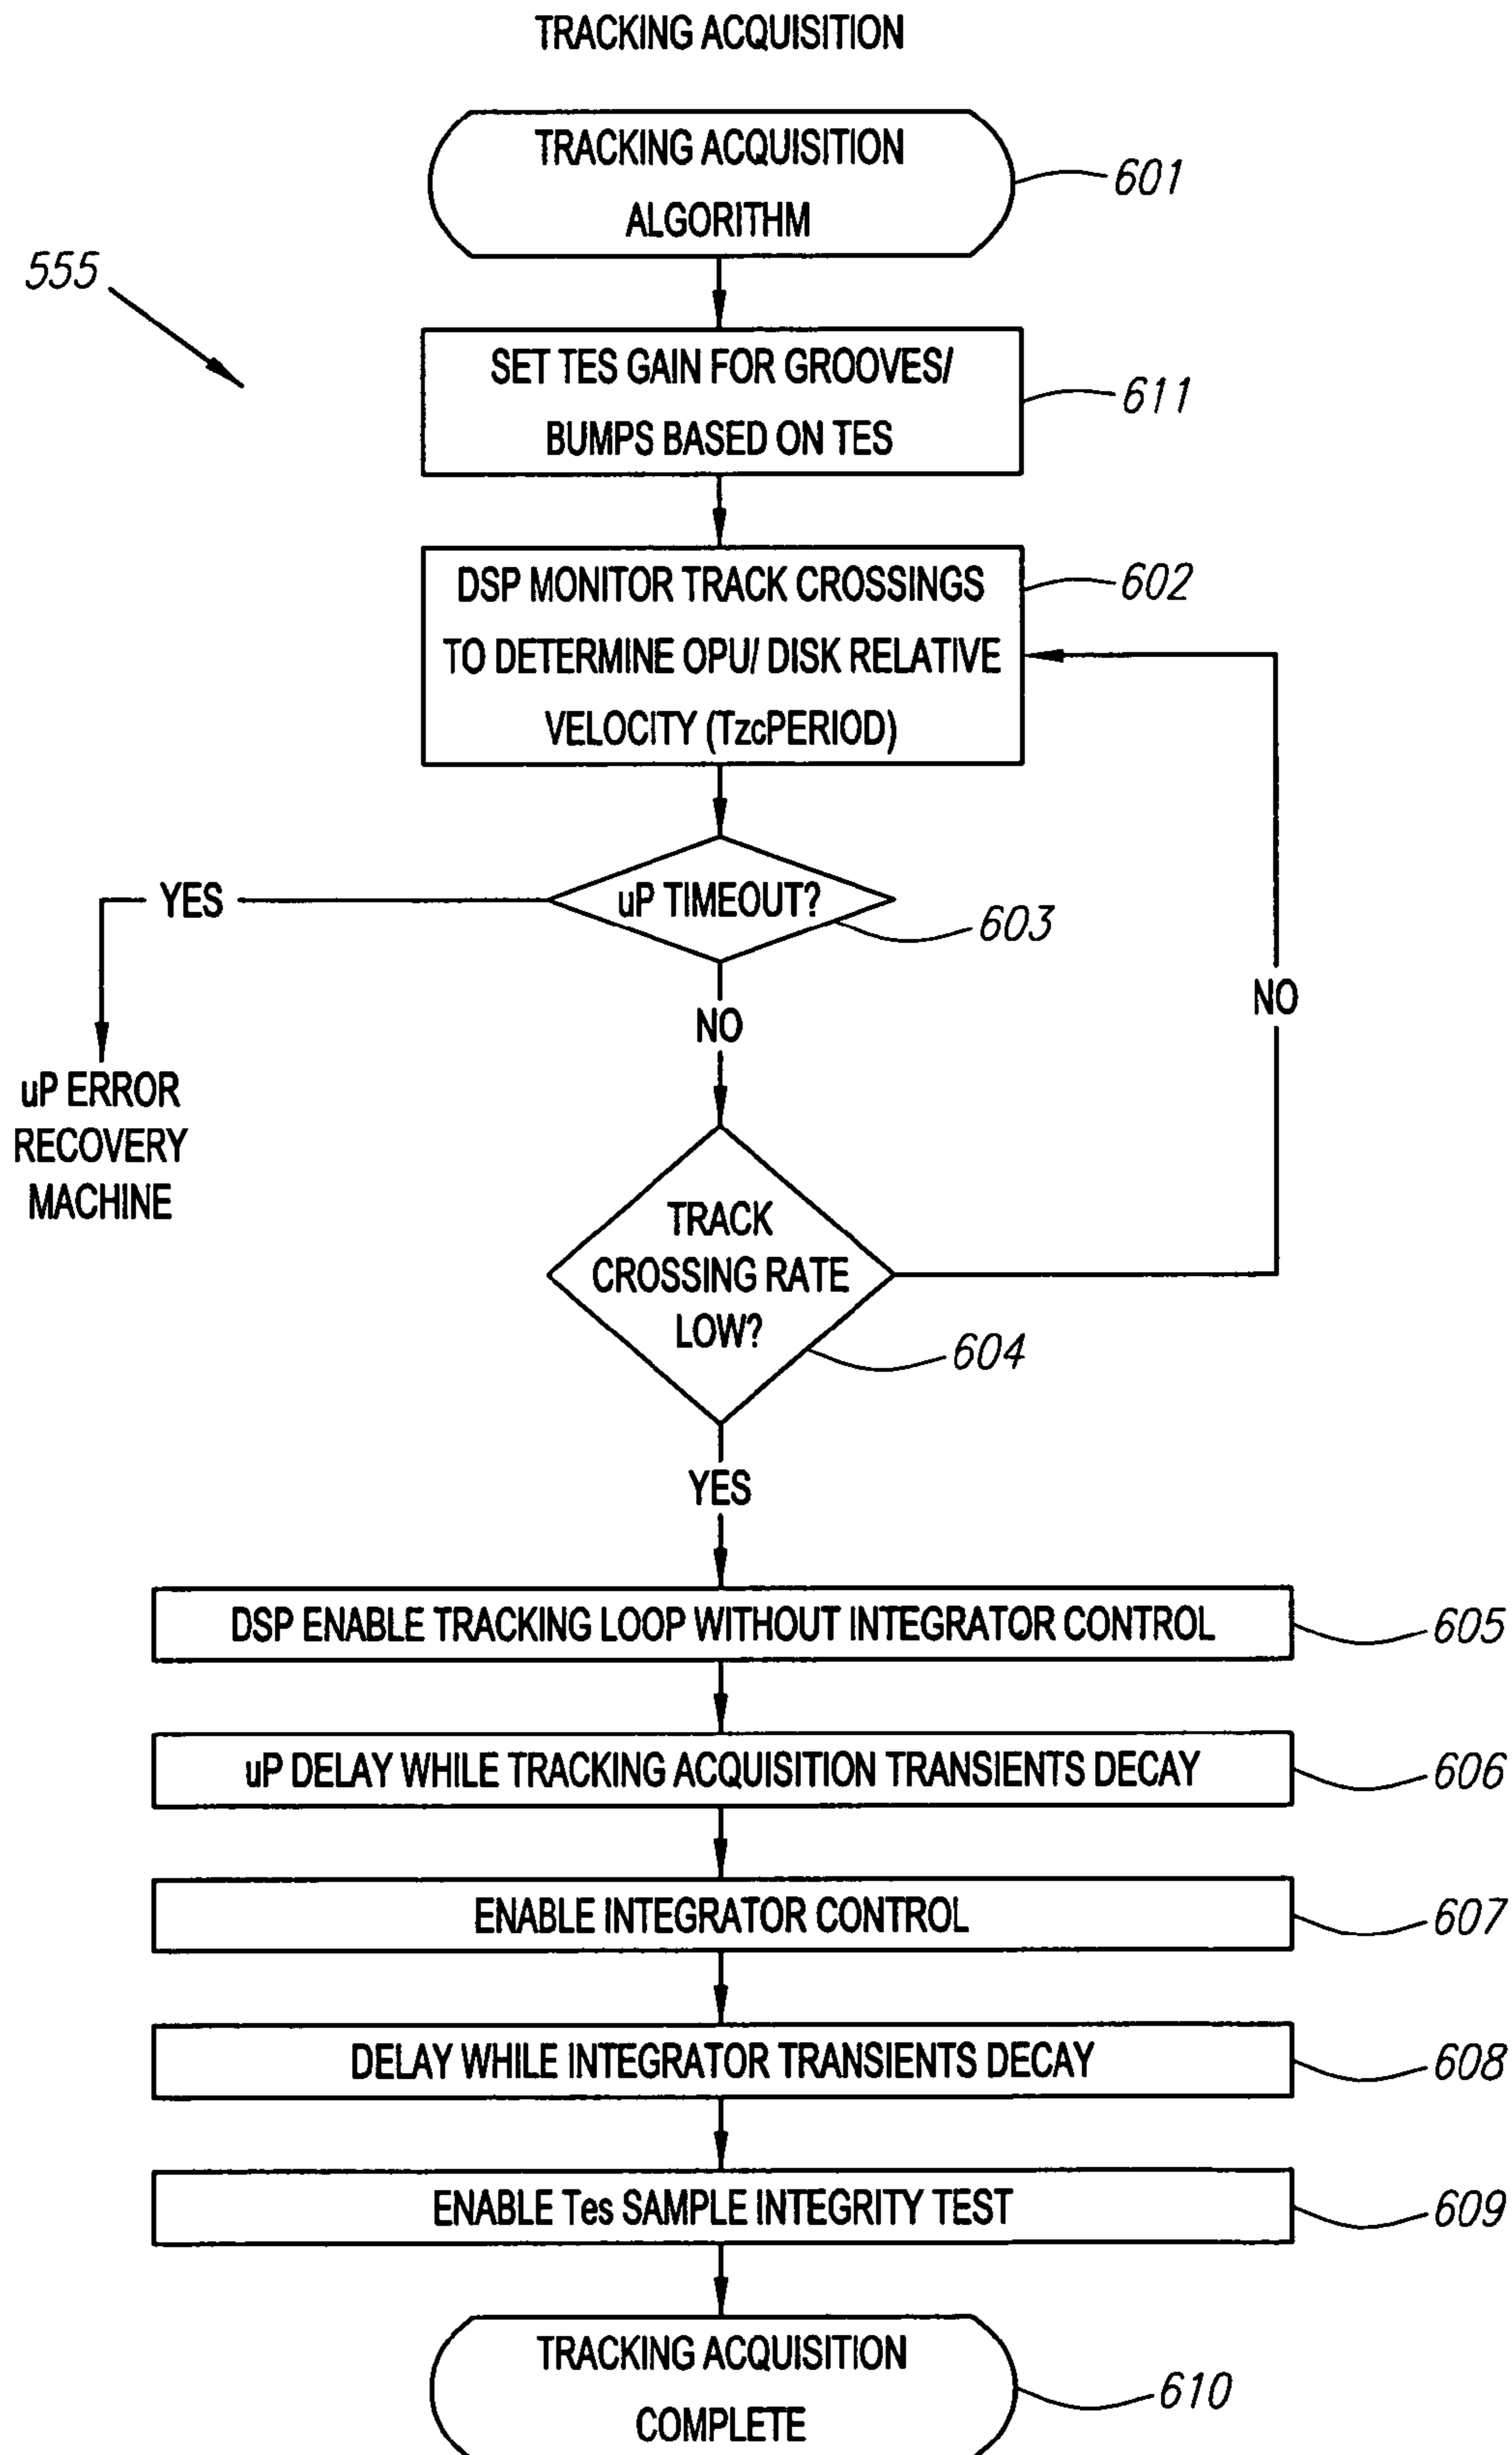 TRACKING ACQUISITION
TRACKING ACQUISITION
ALGORITHM
601
555
SET TES GAIN FOR GROOVES/
BUMPS BASED ON TES
611
DSP MONITOR TRACK CROSSINGS
TO DETERMINE OPU/ DISK RELATIVE
VELOCITY (TzcPERIOD)
602
YES
uP TIMEOUT?
603
NO
NO
uP ERROR
RECOVERY
MACHINE
TRACK
CROSSING RATE
LOW?
604
YES
DSP ENABLE TRACKING LOOP WITHOUT INTEGRATOR CONTROL
605
uP DELAY WHILE TRACKING ACQUISITION TRANSIENTS DECAY
606
ENABLE INTEGRATOR CONTROL
607
DELAY WHILE INTEGRATOR TRANSIENTS DECAY
608
ENABLE Tes SAMPLE INTEGRITY TEST
609
TRACKING ACQUISITION
COMPLETE
610